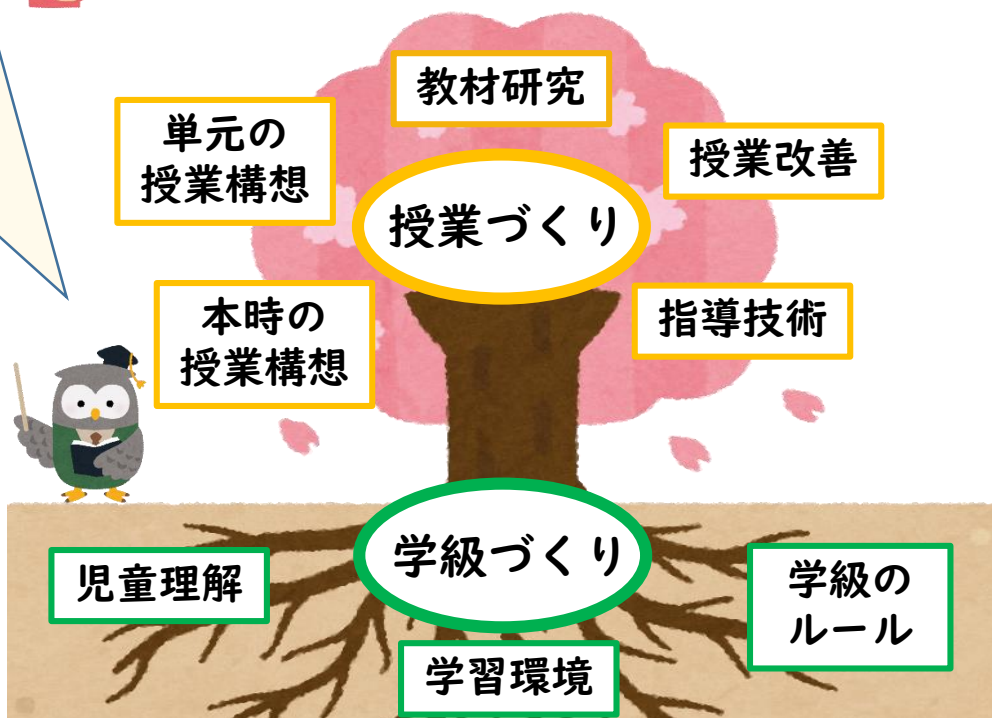 教材研究
単元の
授業構想
授業改善
授業づくり
本時の
授業構想
指導技術
学級づくり
児童理解
学級の
ルール
学習環境